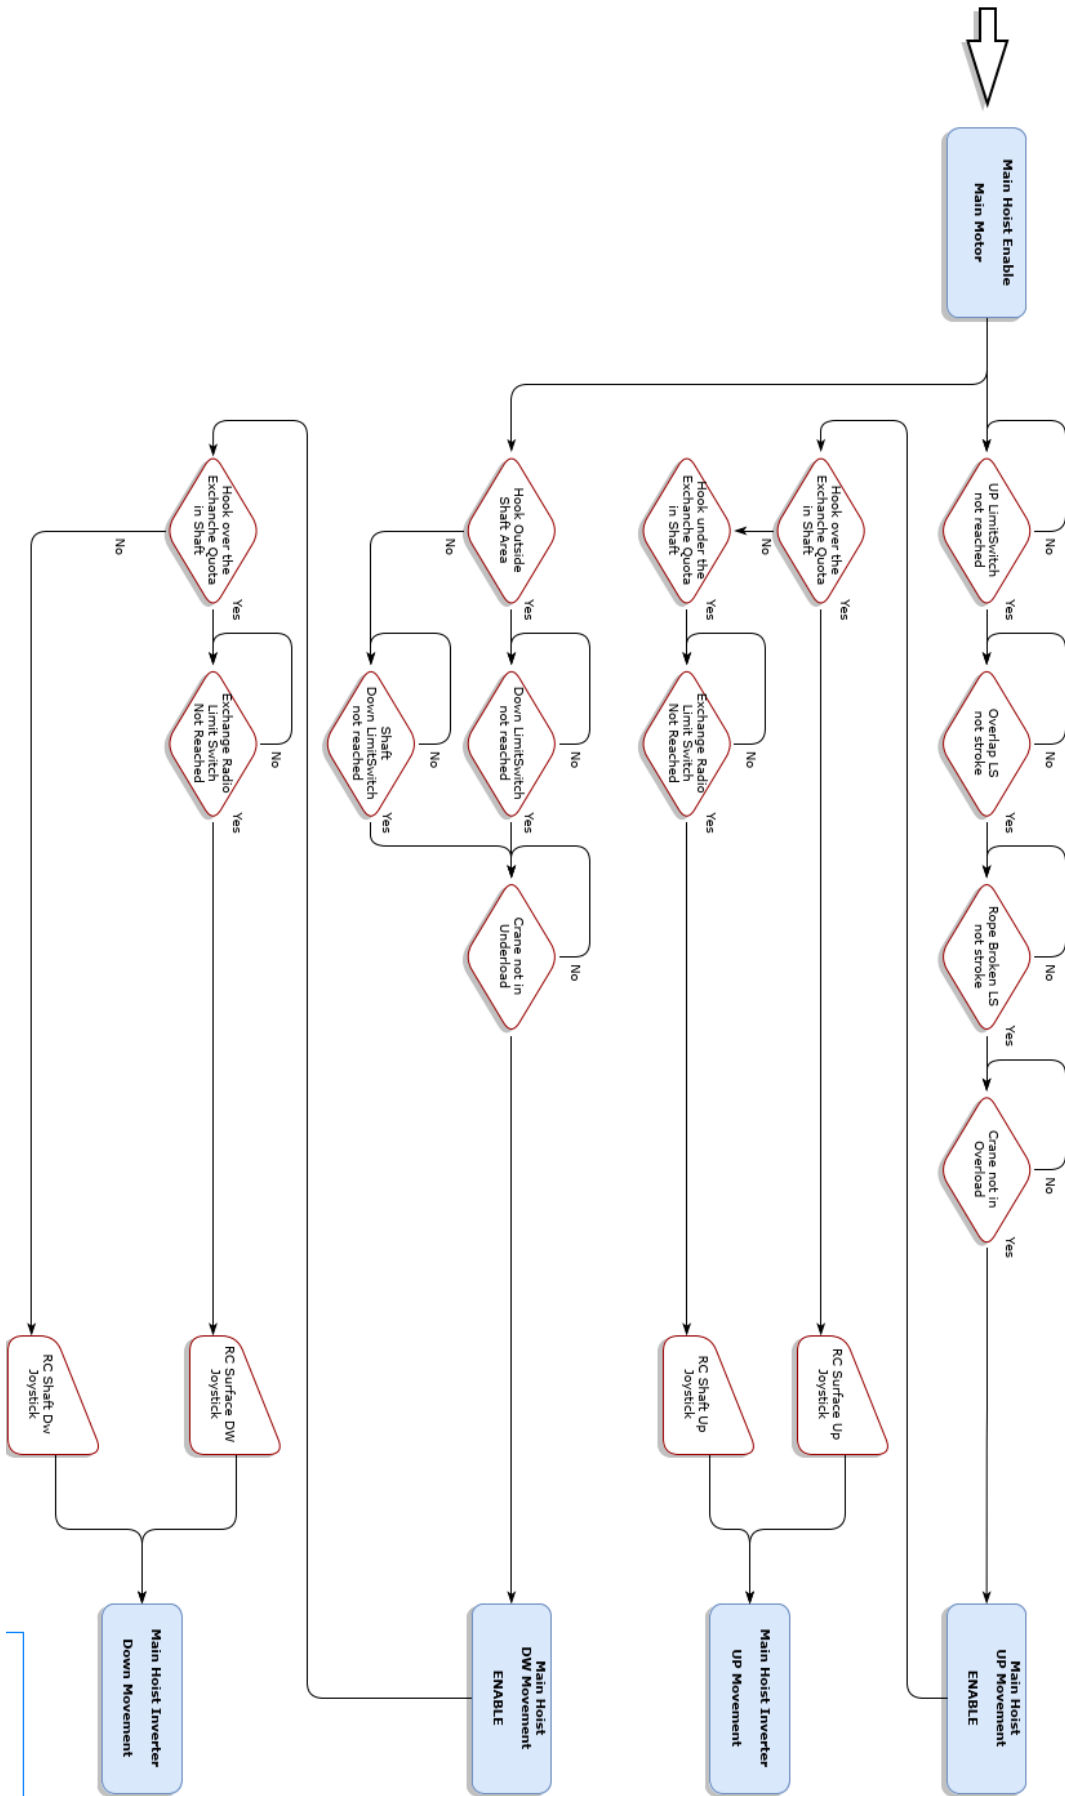 Main Hoist Enable
Main Motor
UP LimitSwitch
not reached
No
Yes
Overlap LS
not stroke
No
Yes
Rope Broken LS
not stroke
No
Yes
Crane not in
Overload
No
Yes
Main Hoist
UP Movement
ENABLE
Hook over the
Exchanche Quota
in Shaft
Yes
No
RC Surface Up
Joystick
Hook under the
Exchanche Quota
in Shaft
Yes
Exchange Radio
Limit Switch
Not Reached
No
Yes
RC Shaft Up
Joystick
Main Hoist Inverter
UP Movement
Hook Outside
Shaft Area
Yes
No
Down LimitSwitch
not reached
No
Yes
Shaft
Down LimitSwitch
not reached
No
Yes
Crane not in
Underload
No
Main Hoist
DW Movement
ENABLE
Hook over the
Exchanche Quota
in Shaft
Yes
No
Exchange Radio
Limit Switch
Not Reached
No
Yes
RC Surface DW
Joystick
RC Shaft Dw
Joystick
Main Hoist Inverter
Down Movement